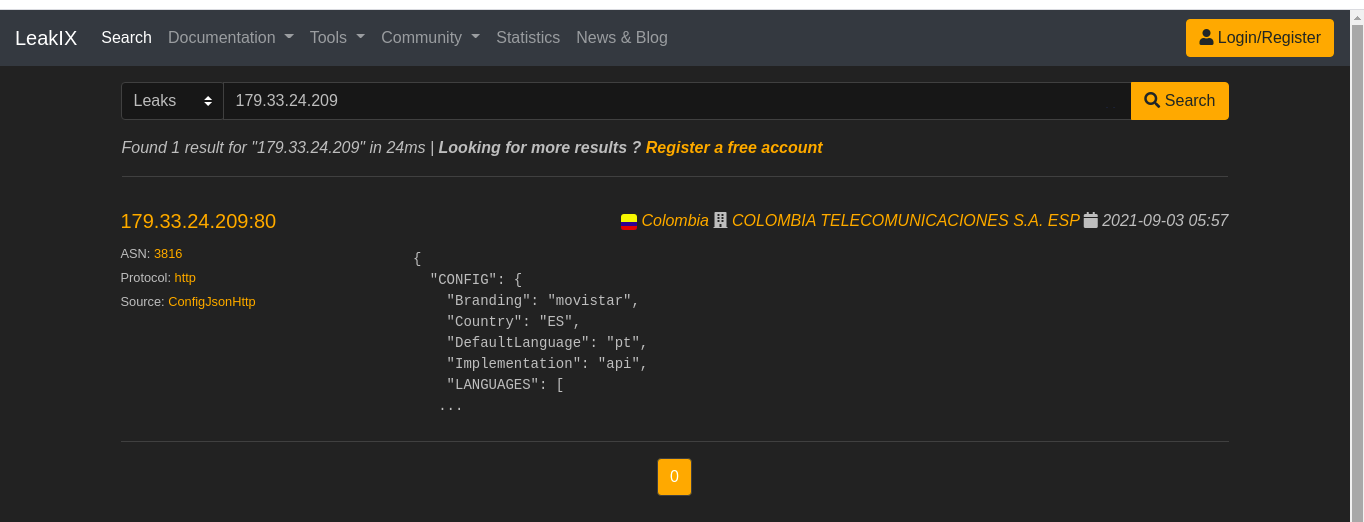 LeakIX Search Documentation Tools Community Statistics News & Blog Login/Register
Leaks 179.33.24.209 Search
Found 1 result for "179.33.24.209" in 24ms | Looking for more results ? Register a free account
179.33.24.209:80 Colombia COLOMBIA TELECOMUNICACIONES S.A. ESP 2021-09-03 05:57
ASN: 3816
Protocol: http
Source: ConfigJsonHttp
{
"CONFIG": {
"Branding": "movistar",
"Country": "ES",
"DefaultLanguage": "pt",
"Implementation": "api",
"LANGUAGES": [
...
0